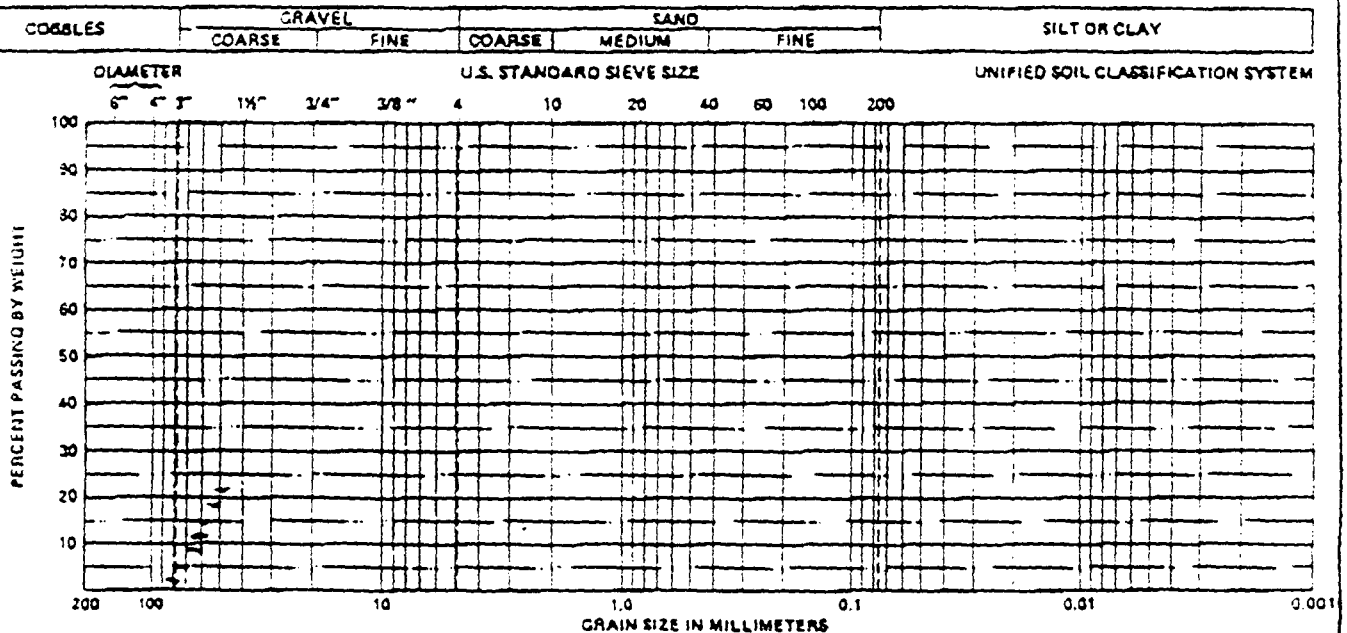 COBBLES GRAVEL SAND SILT OR CLAY
COARSE FINE COARSE MEDIUM FINE
DIAMETER U.S. STANDARD SIEVE SIZE UNIFIED SOIL CLASSIFICATION SYSTEM
6" 4" 3" 1½" 3/4" 3/8" 4 10 20 40 60 100 200
100
90
80
70
60
50
40
30
20
10
PERCENT PASSING BY WEIGHT
200 100 10 1.0 0.1 0.01 0.001
GRAIN SIZE IN MILLIMETERS